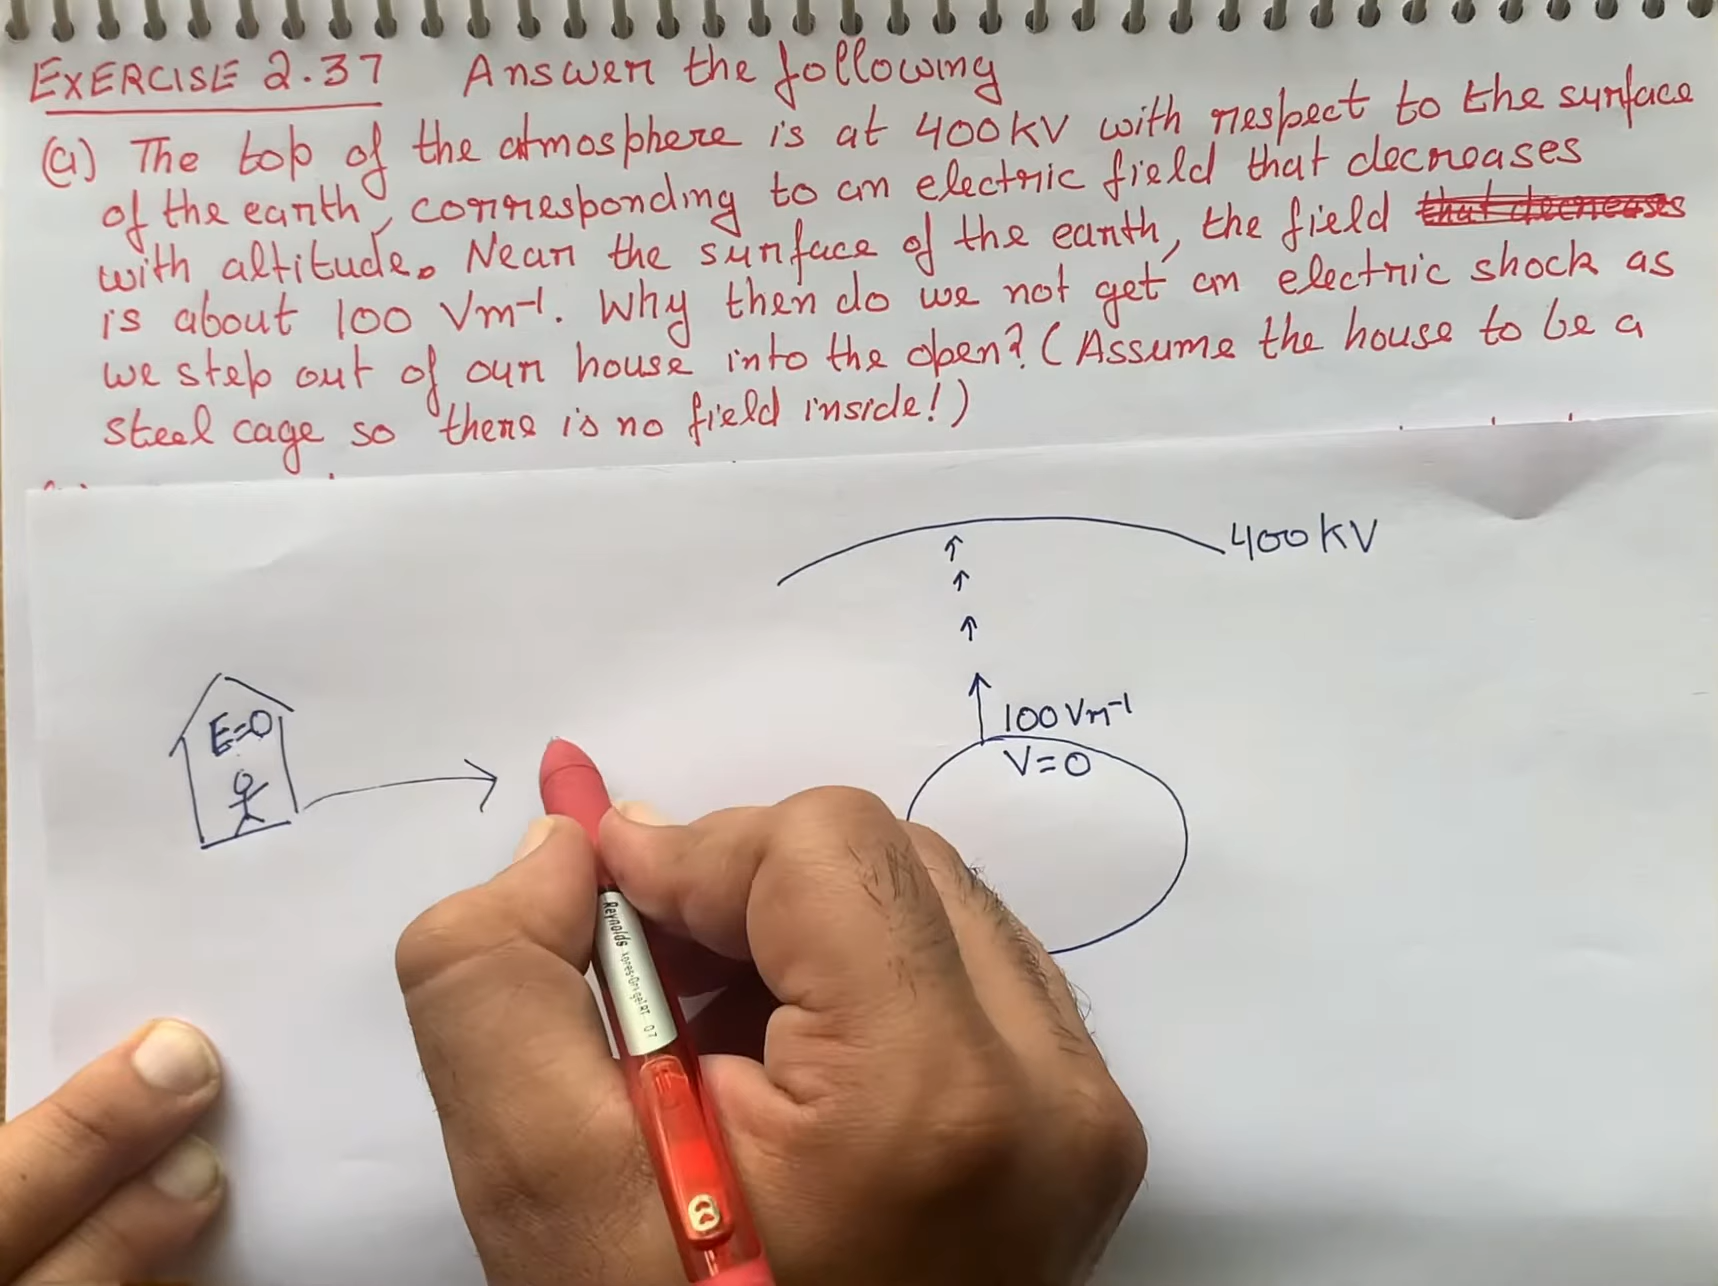 EXERCISE 2.37 Answer the following
(a) The top of the atmosphere is at 400kV with respect to the surface
of the earth, corresponding to an electric field that decreases
with altitude. Near the surface of the earth, the field that decreases
is about 100 Vm⁻¹. Why then do we not get an electric shock as
we step out of our house into the open? (Assume the house to be a
steel cage so there is no field inside!)
400KV
E=0
100Vm⁻¹
V=0
Reynolds